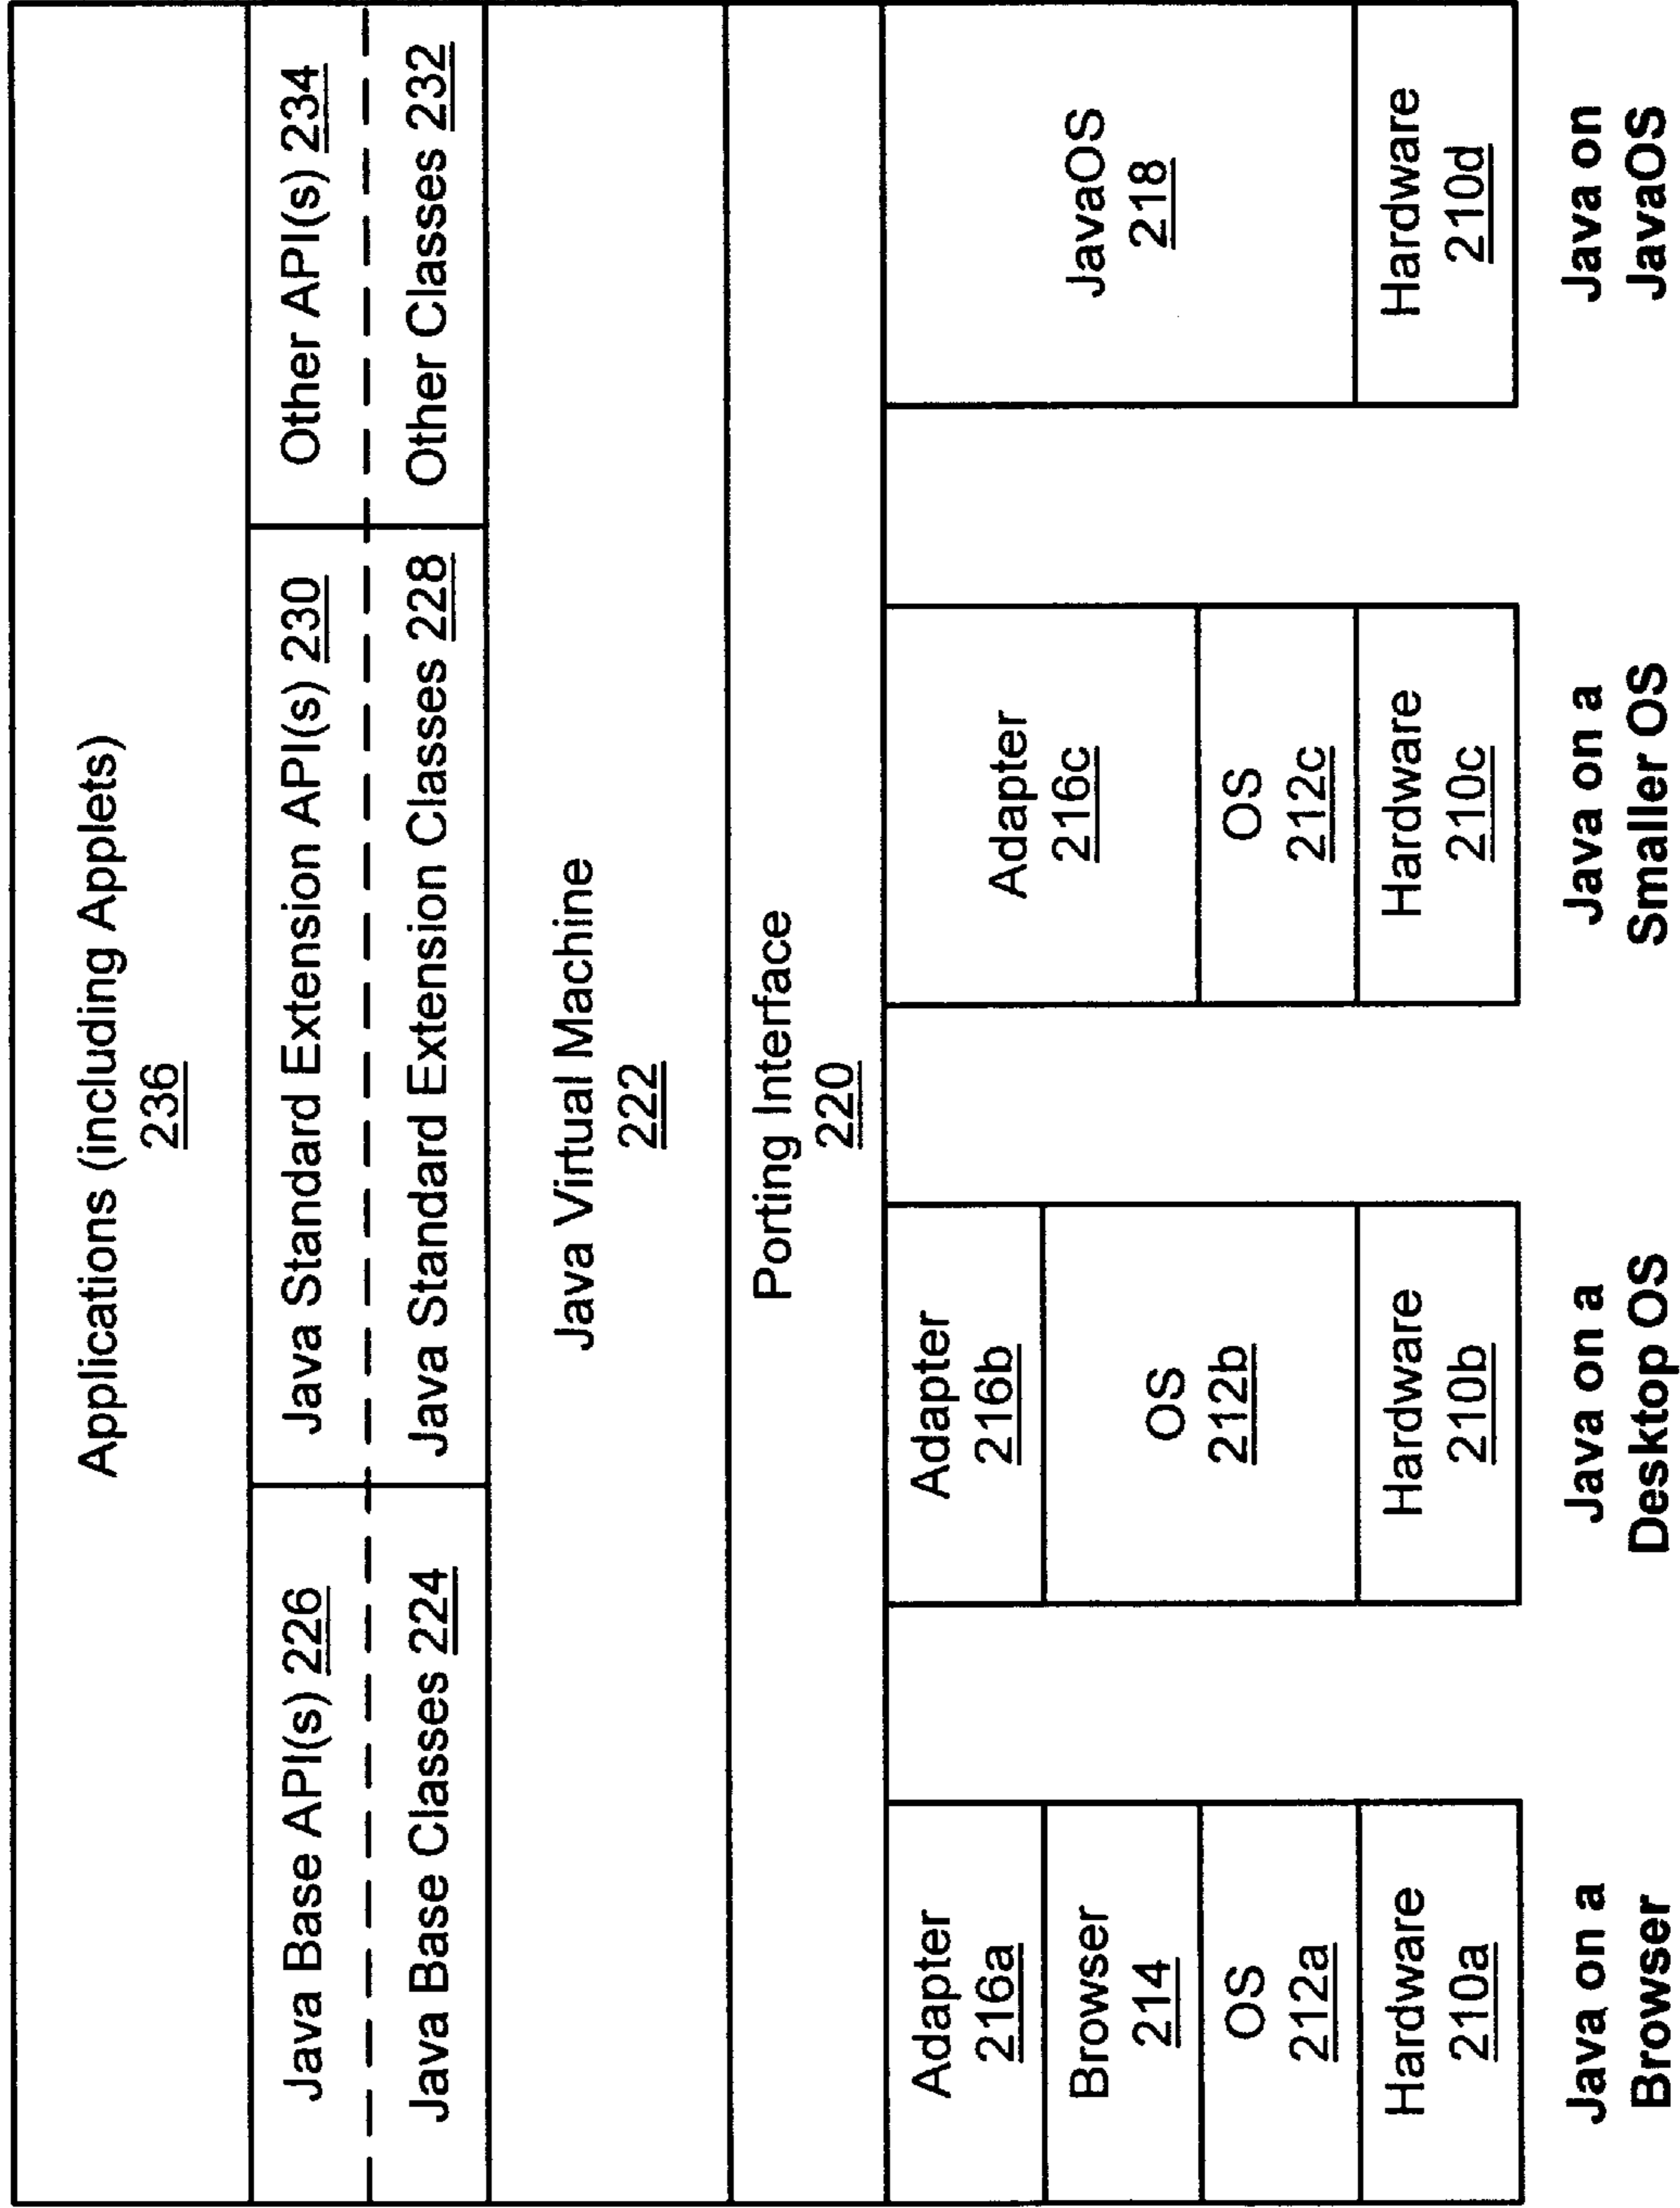 Applications (including Applets)
236
Java Base API(s) 226
Java Standard Extension API(s) 230
Other API(s) 234
Java Base Classes 224
Java Standard Extension Classes 228
Other Classes 232
Java Virtual Machine
222
Porting Interface
220
Adapter
216a
Browser
214
OS
212a
Hardware
210a
Java on a
Browser
Adapter
216b
OS
212b
Hardware
210b
Java on a
Desktop OS
Adapter
216c
OS
212c
Hardware
210c
Java on a
Smaller OS
JavaOS
218
Hardware
210d
Java on
JavaOS